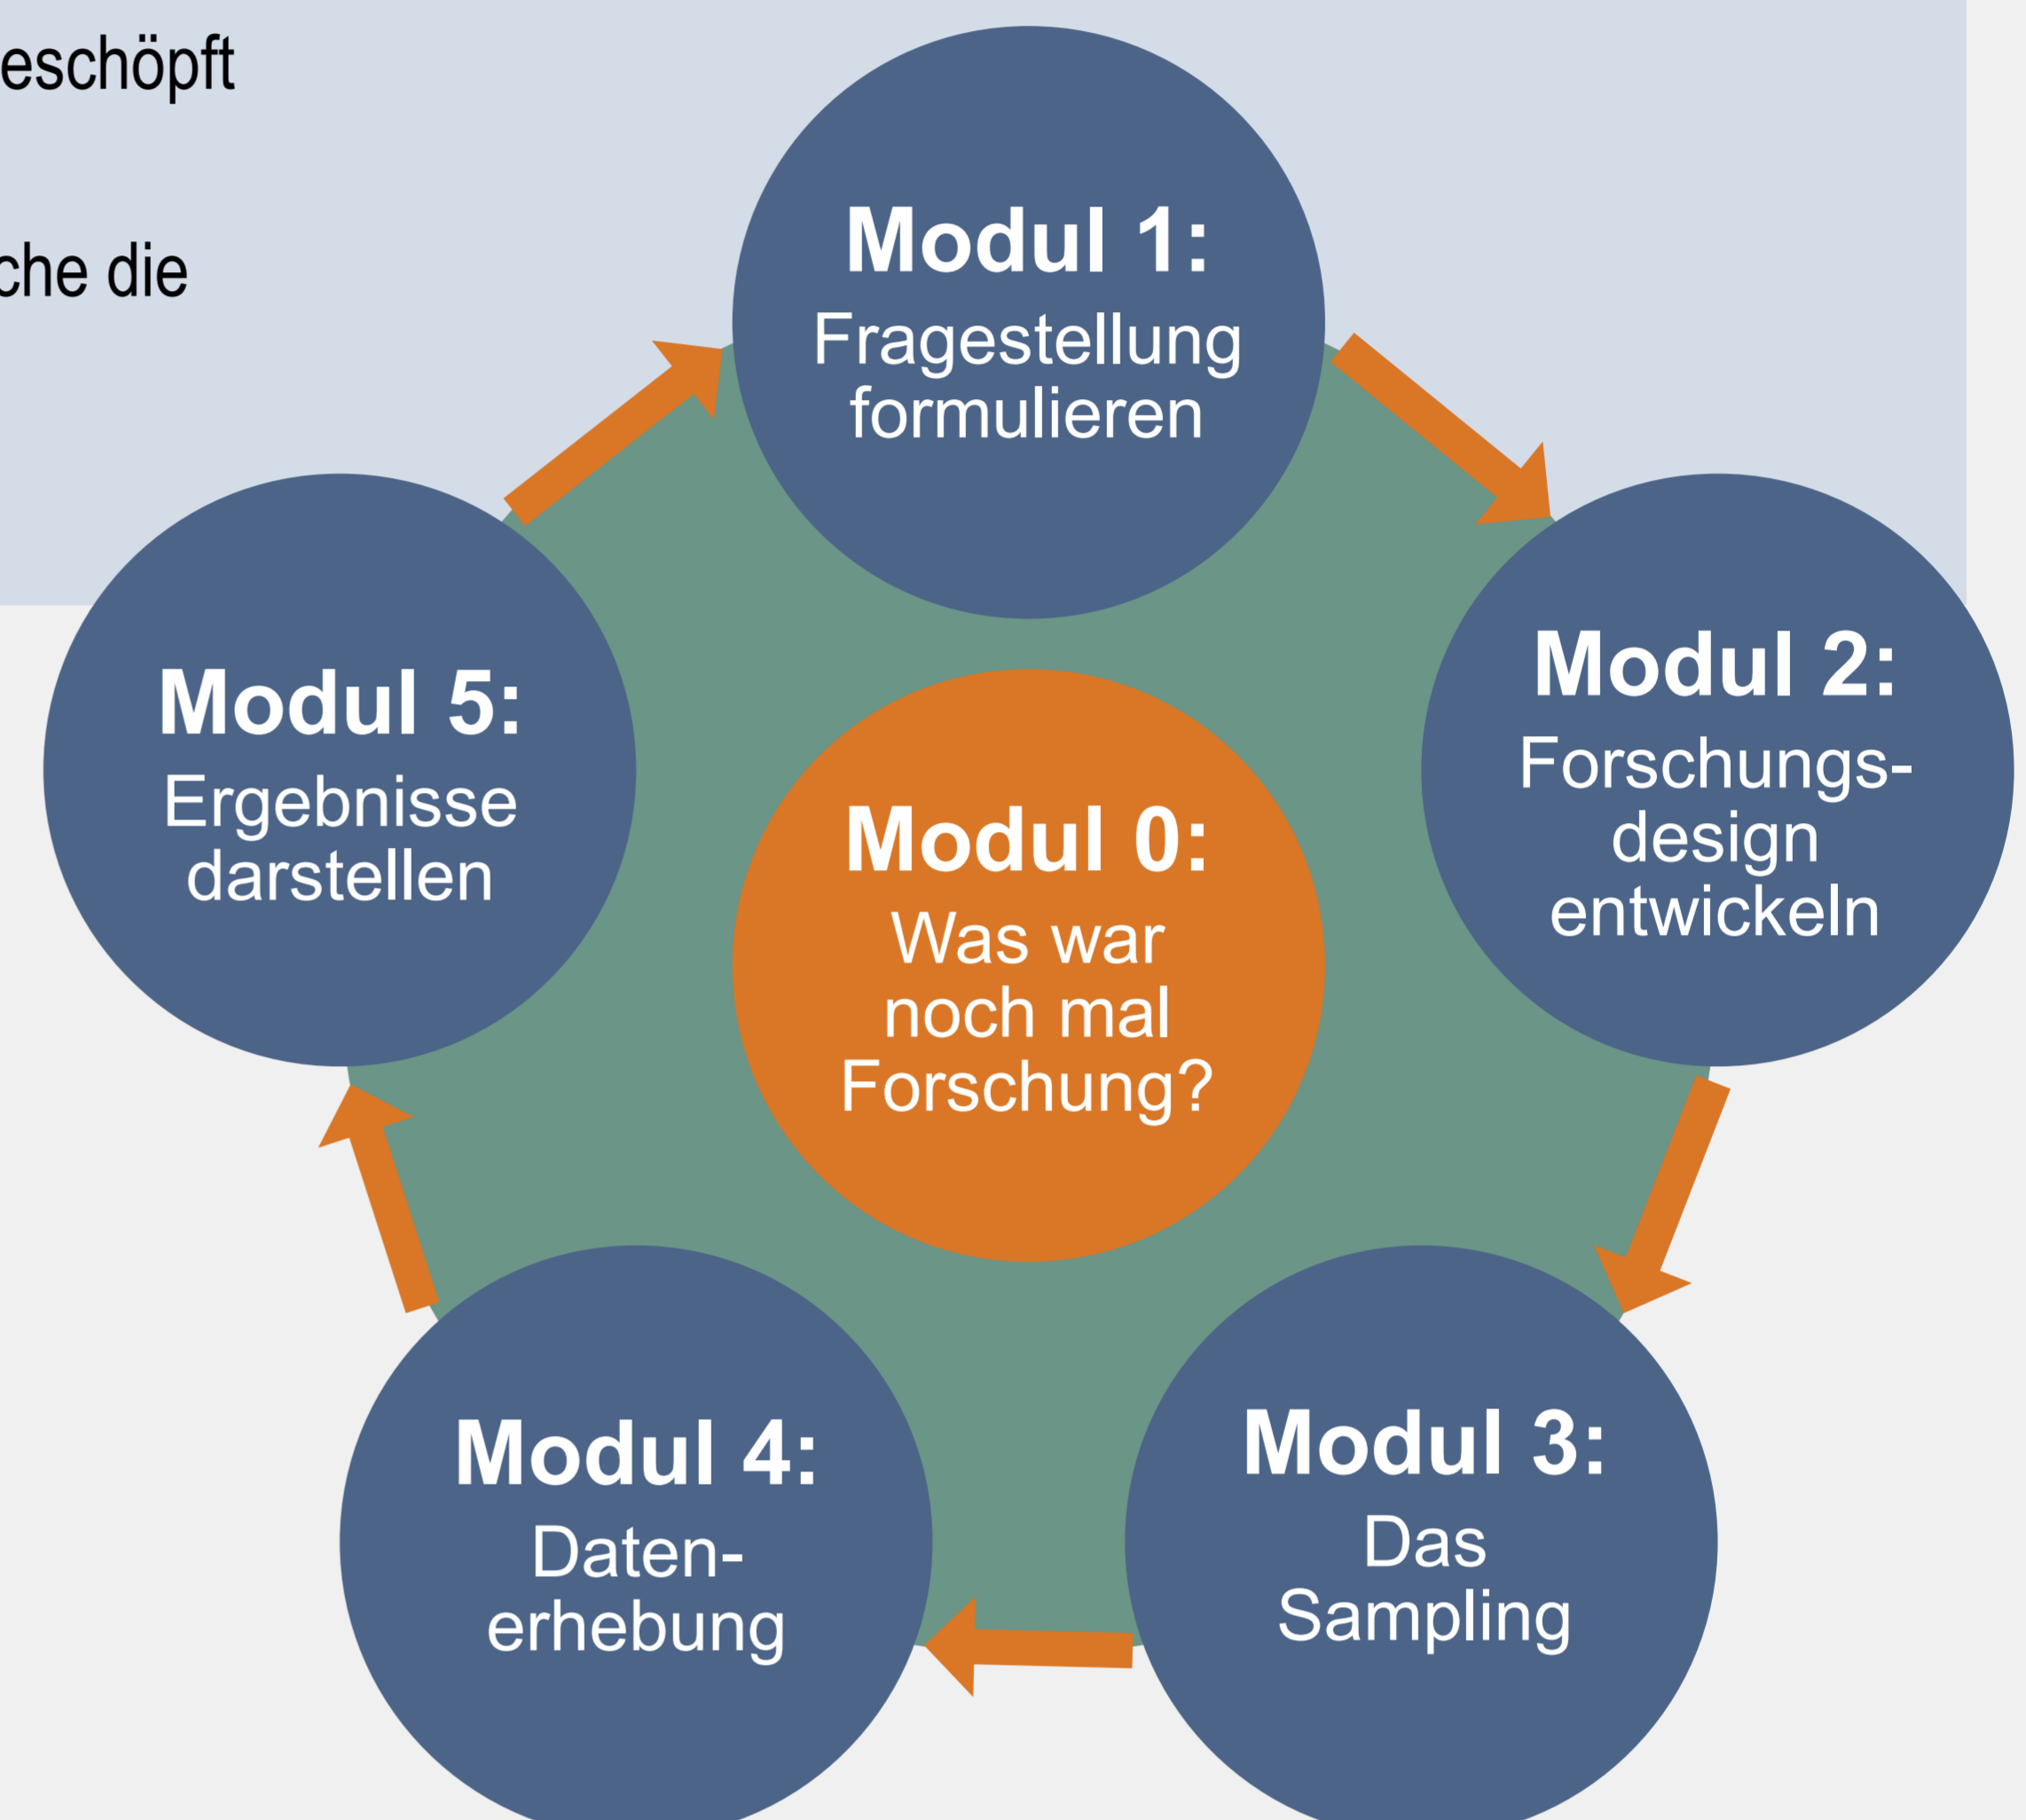 eschöpft
che die
Modul 1:
Fragestellung
formulieren
Modul 2:
Forschungs-
design
entwickeln
Modul 3:
Das
Sampling
Modul 4:
Daten-
erhebung
Modul 5:
Ergebnisse
darstellen
Modul 0:
Was war
noch mal
Forschung?